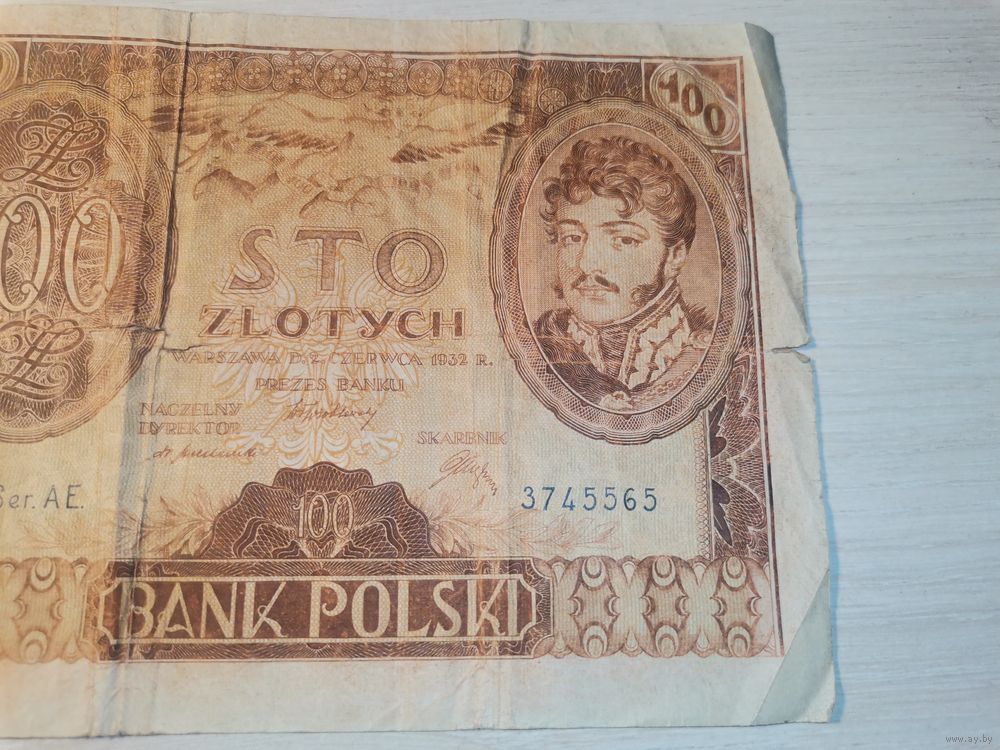 100
00
STO
ZŁOTYCH
WARSZAWA D. 2 CZERWCA 1932 R.
PREZES BANKU
NACZELNY
DYREKTOR
SKARBNIK
Ser. AE.
3745565
100
BANK POLSKI
www.ay.by